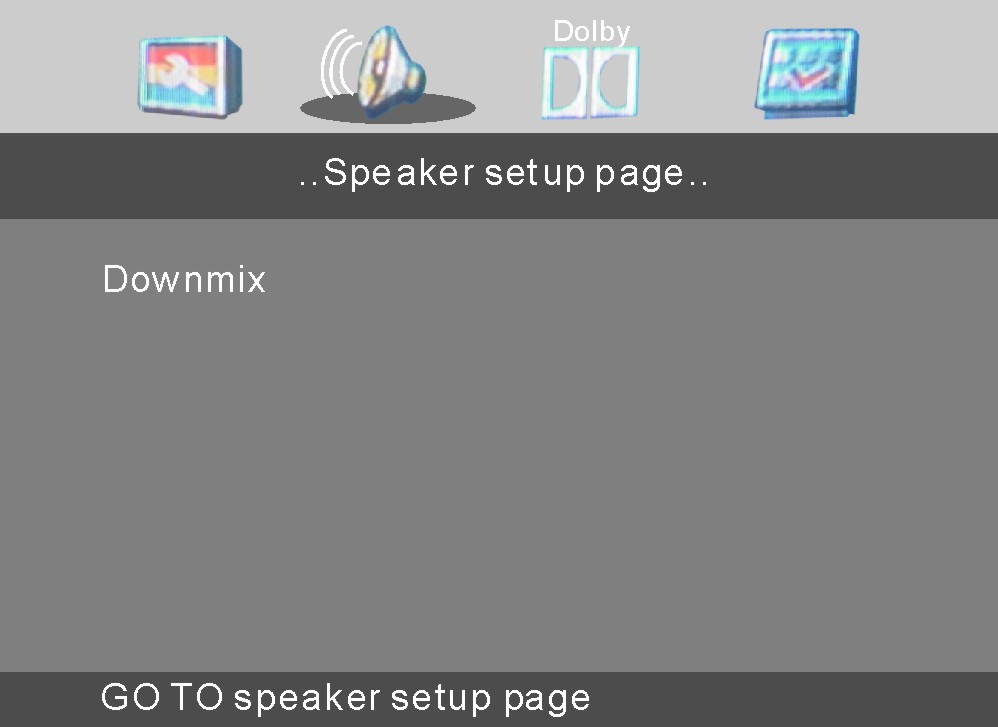 Dolby
..Speaker setup page..
Downmix
GO TO speaker setup page